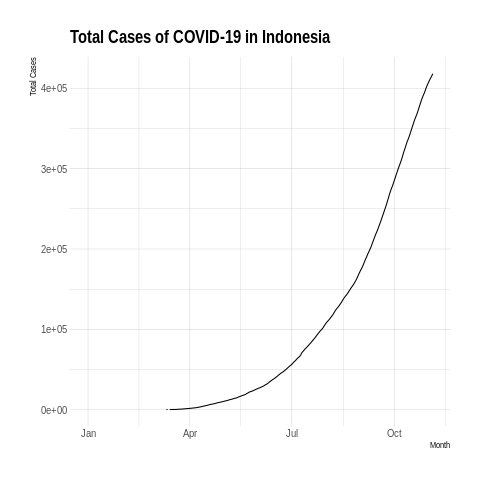 Total Cases of COVID-19 in Indonesia
Total Cases
4e+05
3e+05
2e+05
1e+05
0e+00
Jan Apr Jul Oct
Month